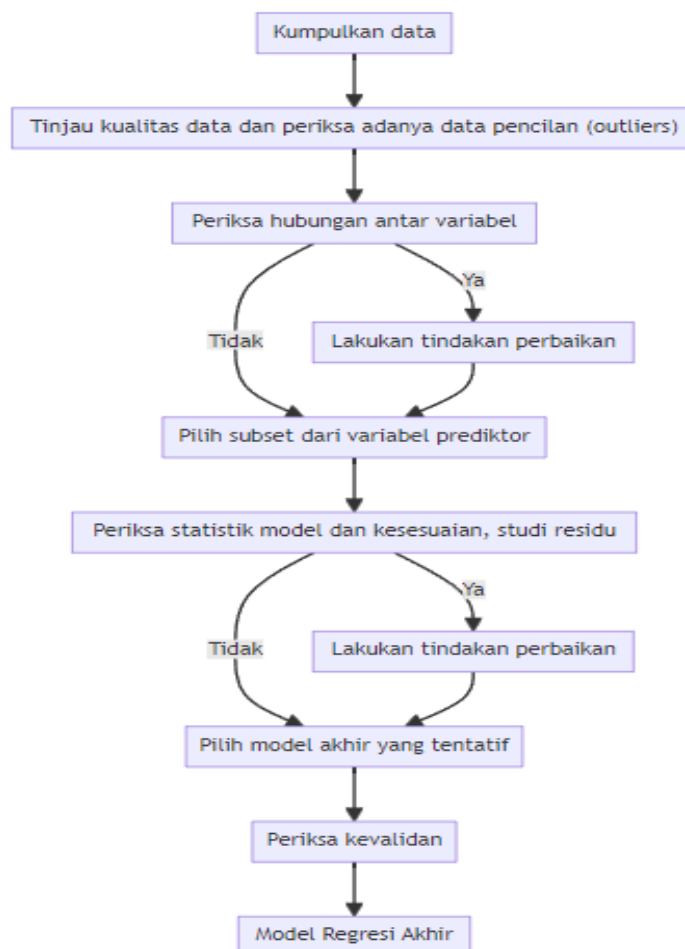 Kumpulkan data
Tinjau kualitas data dan periksa adanya data pencilan (outliers)
Periksa hubungan antar variabel
Ya
Tidak
Lakukan tindakan perbaikan
Pilih subset dari variabel prediktor
Periksa statistik model dan kesesuaian, studi residu
Ya
Tidak
Lakukan tindakan perbaikan
Pilih model akhir yang tentatif
Periksa kevalidan
Model Regresi Akhir